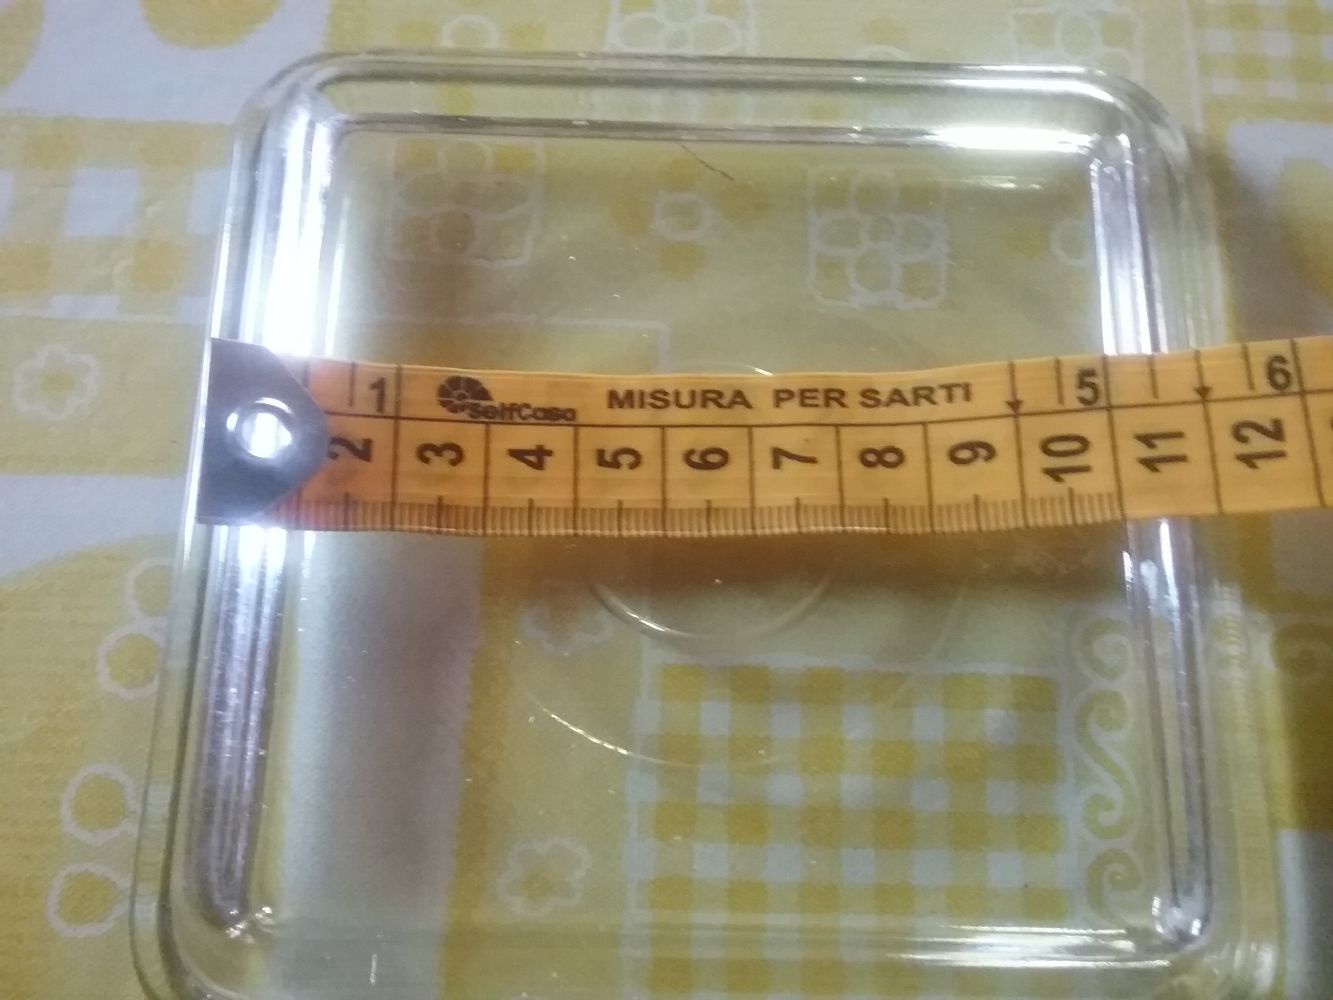 1 SelfCasa MISURA PER SARTI 5 6
2 3 4 5 6 7 8 9 10 11 12